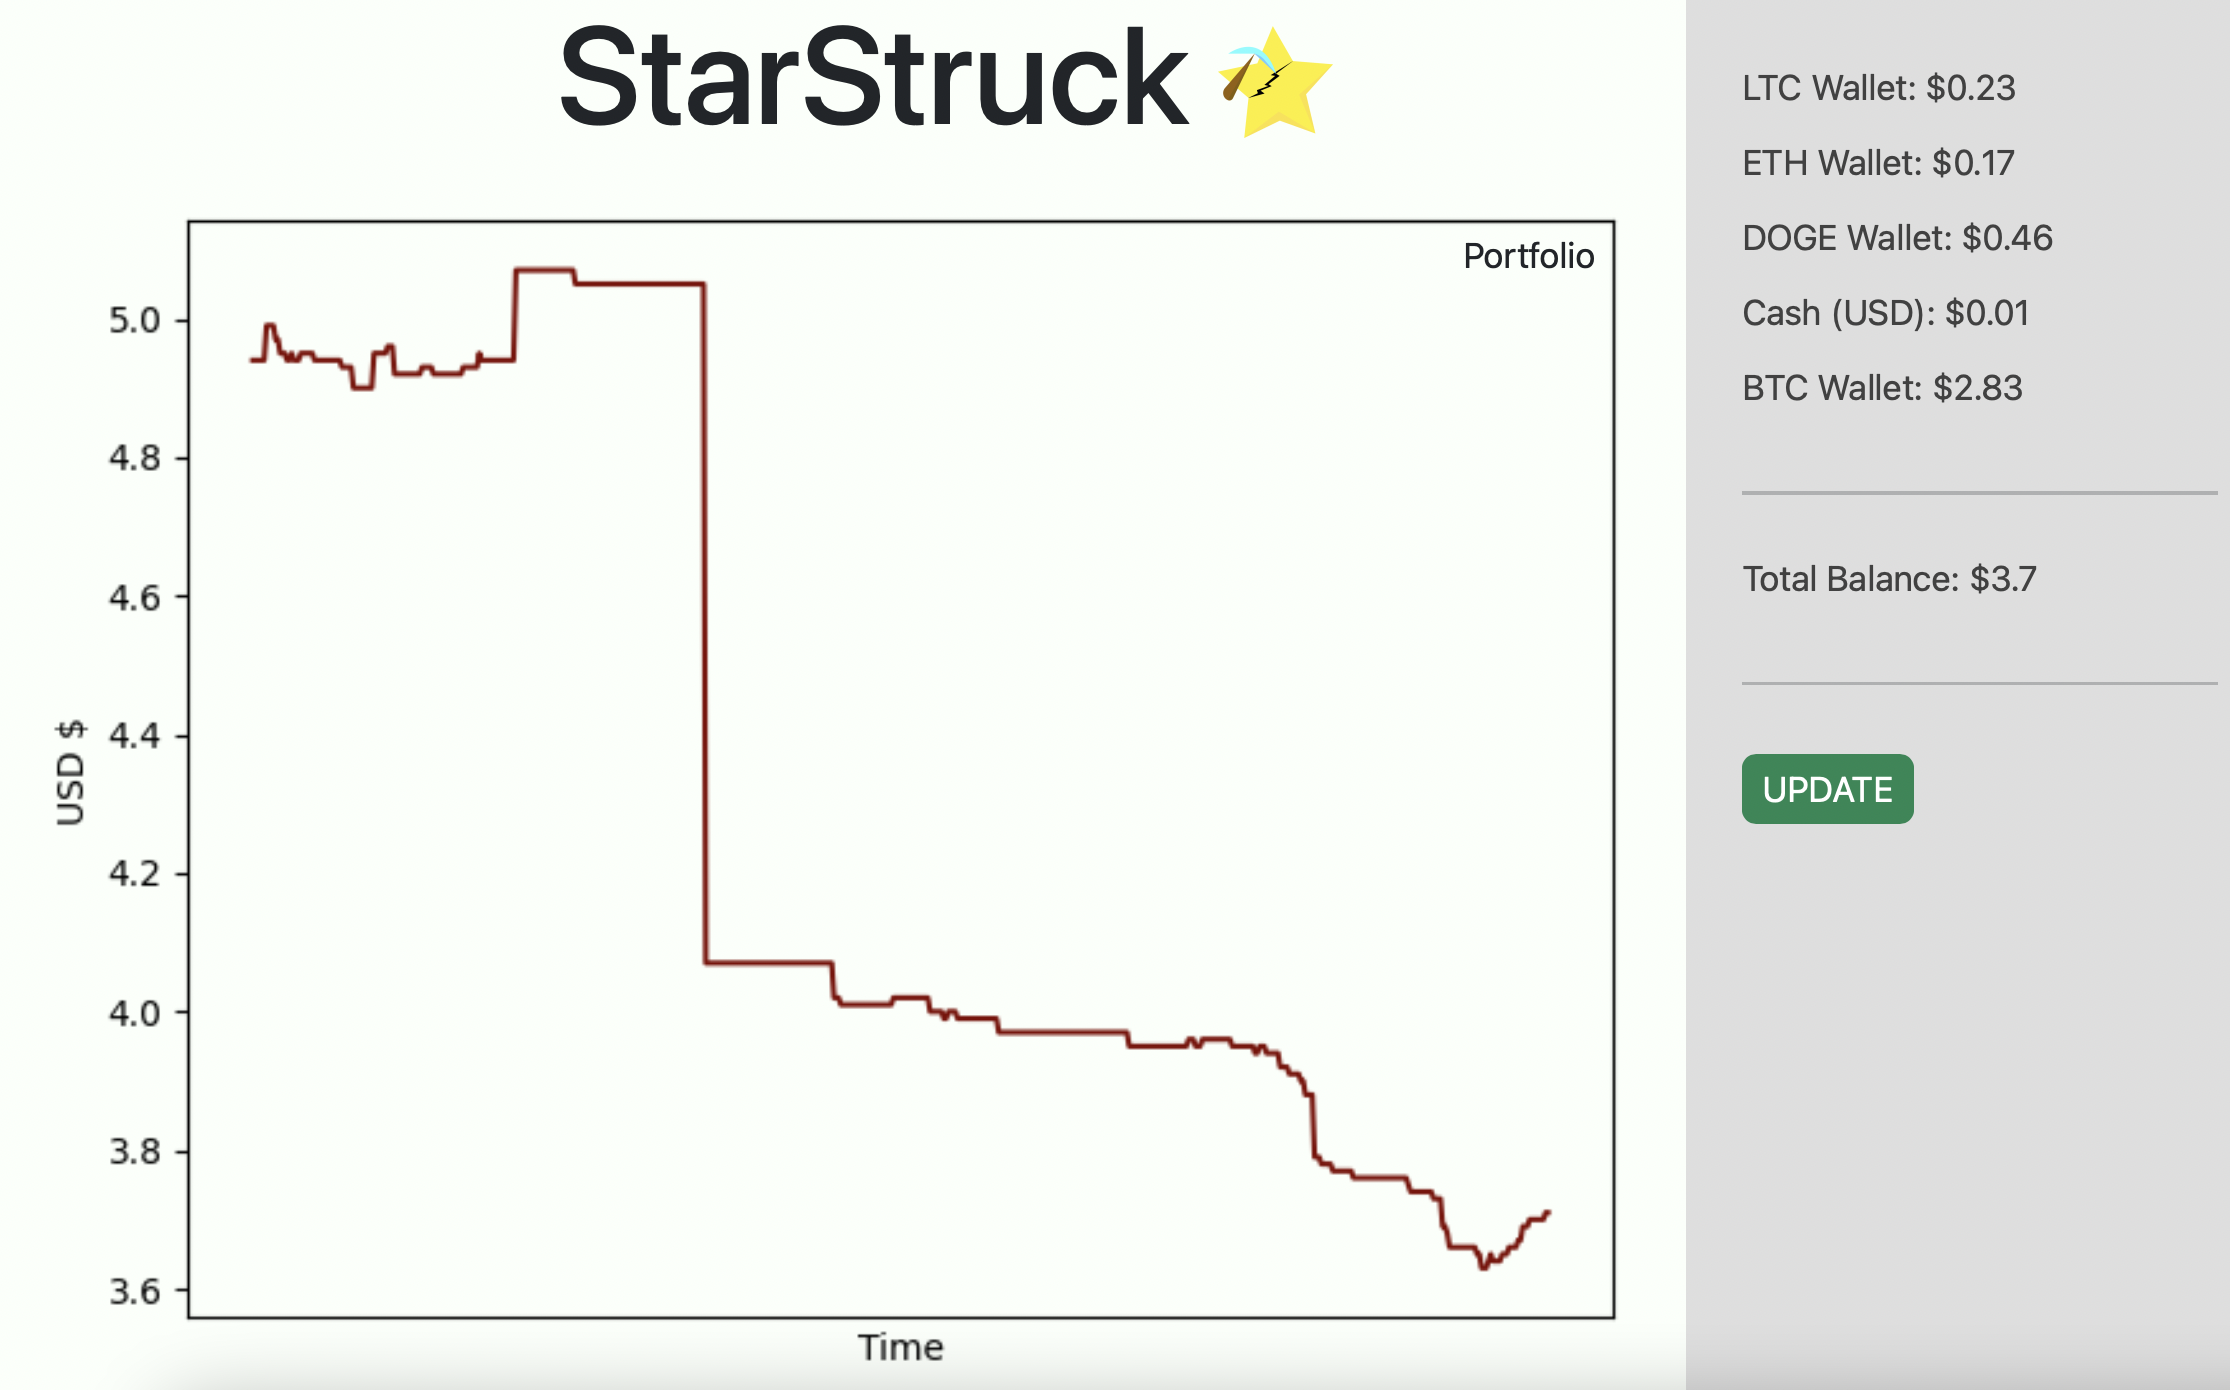 StarStruck
Portfolio
5.0
4.8
4.6
4.4
4.2
4.0
3.8
3.6
USD $
Time
LTC Wallet: $0.23
ETH Wallet: $0.17
DOGE Wallet: $0.46
Cash (USD): $0.01
BTC Wallet: $2.83
Total Balance: $3.7
UPDATE